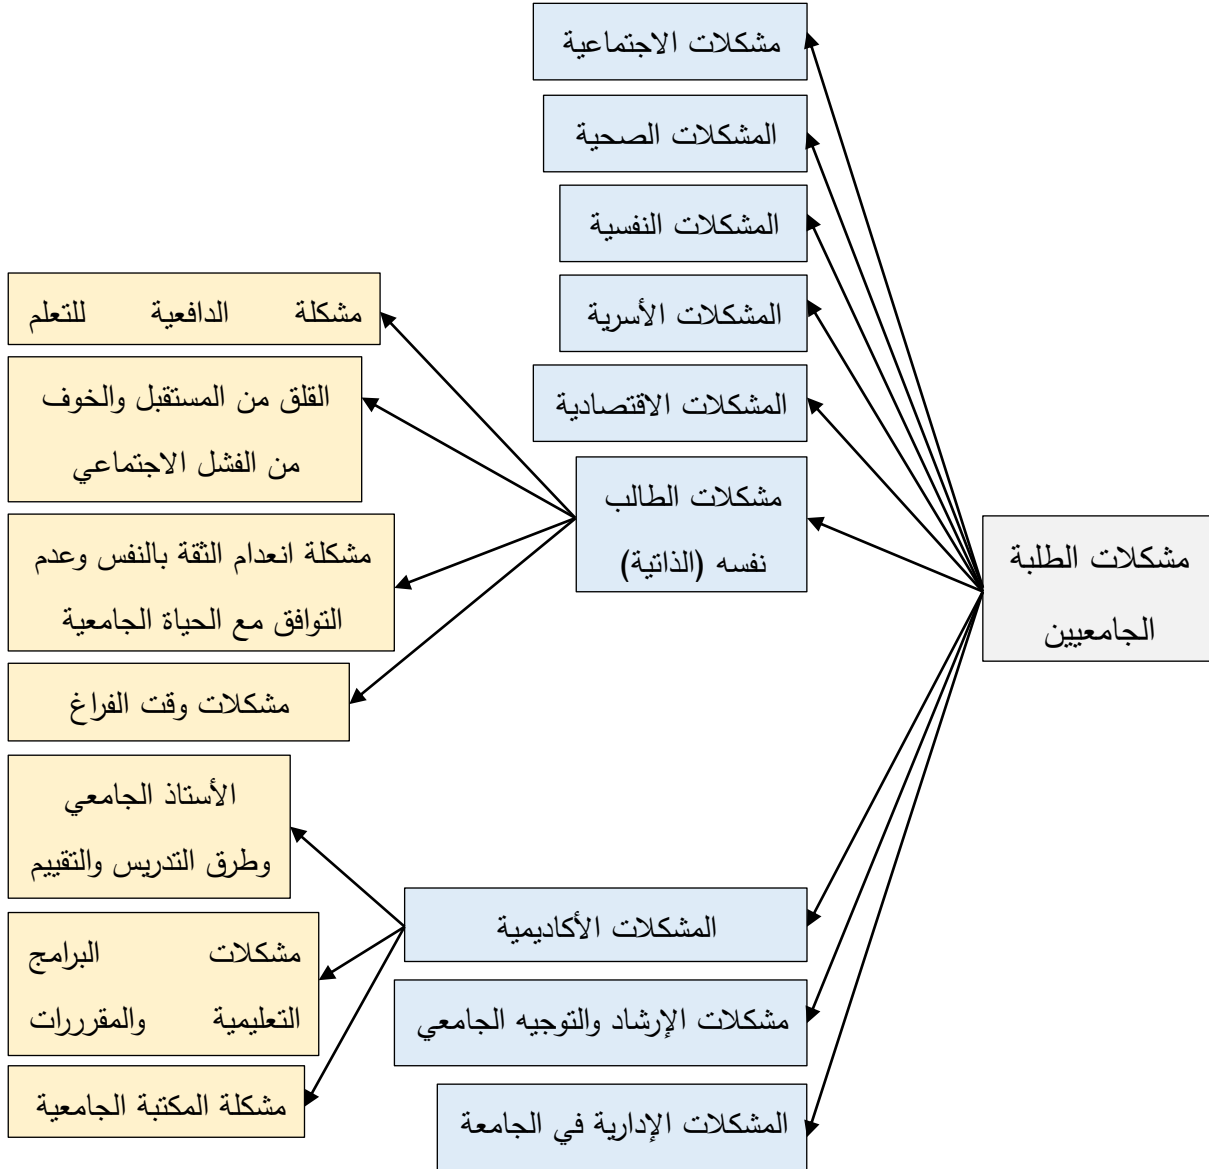 مشكلات الطلبة
الجامعيين
مشكلات الاجتماعية
المشكلات الصحية
المشكلات النفسية
المشكلات الأسرية
المشكلات الاقتصادية
مشكلات الطالب
نفسه (الذاتية)
مشكلة الدافعية للتعلم
القلق من المستقبل والخوف
من الفشل الاجتماعي
مشكلة انعدام الثقة بالنفس وعدم
التوافق مع الحياة الجامعية
مشكلات وقت الفراغ
المشكلات الأكاديمية
الأستاذ الجامعي
وطرق التدريس والتقييم
مشكلات البرامج
التعليمية والمقرررات
مشكلة المكتبة الجامعية
مشكلات الإرشاد والتوجيه الجامعي
المشكلات الإدارية في الجامعة